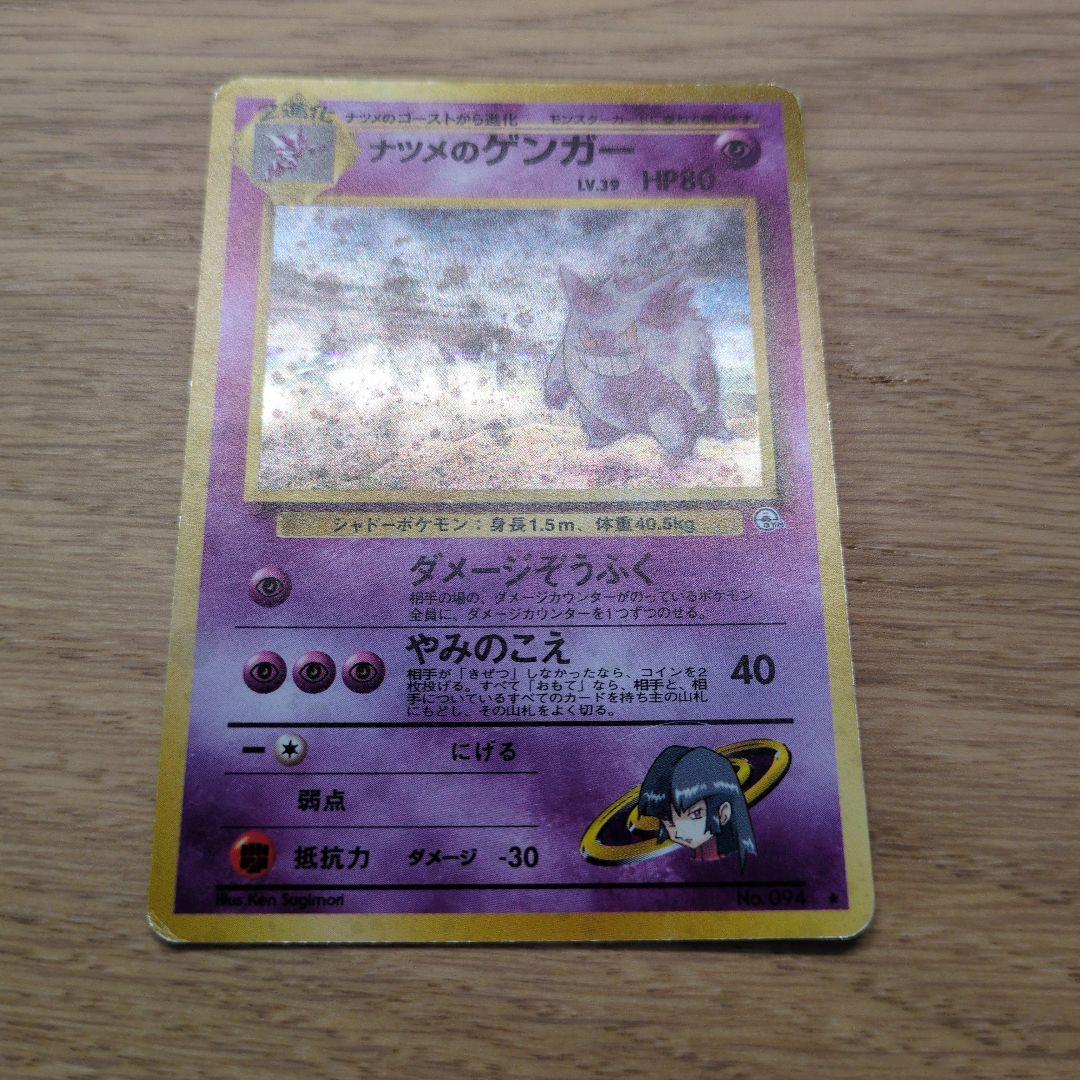 2進化
ナツメのゴーストから進化
ナツメのゲンガー
LV.39 HP80
シャドーポケモン：身長1.5m、体重40.5kg
ダメージぞうふく
相手の場の、ダメージカウンターがのっているポケモン
全員に、ダメージカウンターを1つずつのせる。
やみのこえ
40
相手が「きぜつ」しなかったなら、コインを2
枚投げる。すべて「おもて」なら、相手と、相
手についているすべてのカードを持ち主の山札
にもどし、その山札をよく切る。
にげる
弱点
抵抗力 ダメージ -30
Illus.Ken Sugimori
No.094